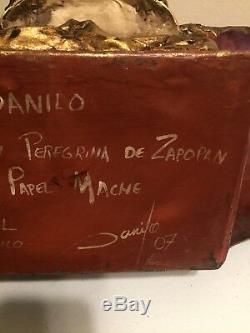 DANILO
PEREGRINA DE ZAPOPAN
PAPEL MACHE
L
Danilo 07